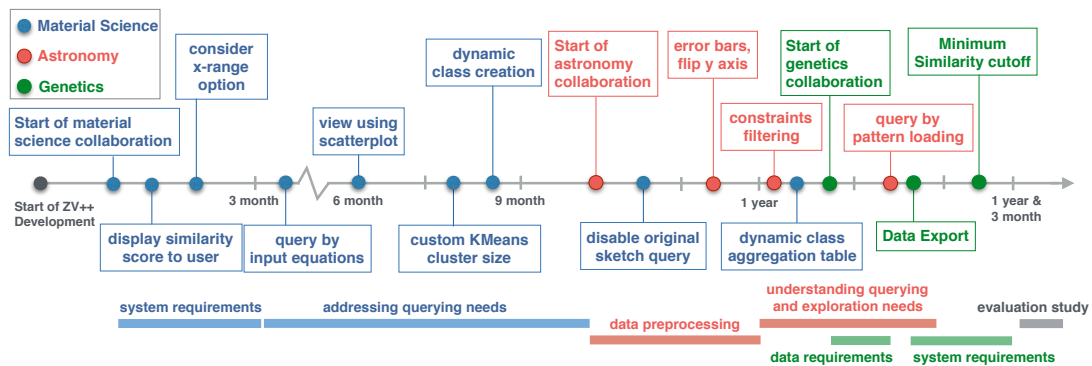 Material Science
Astronomy
Genetics
consider
x-range
option
Start of material
science collaboration
view using
scatterplot
dynamic
class creation
Start of
astronomy
collaboration
error bars,
flip y axis
constraints
filtering
Start of
genetics
collaboration
query by
pattern loading
Minimum
Similarity cutoff
Start of ZV++
Development
3 month
6 month
9 month
1 year
1 year &
3 month
display similarity
score to user
query by
input equations
custom KMeans
cluster size
disable original
sketch query
dynamic class
aggregation table
Data Export
system requirements
addressing querying needs
data preprocessing
understanding querying
and exploration needs
evaluation study
data requirements
system requirements